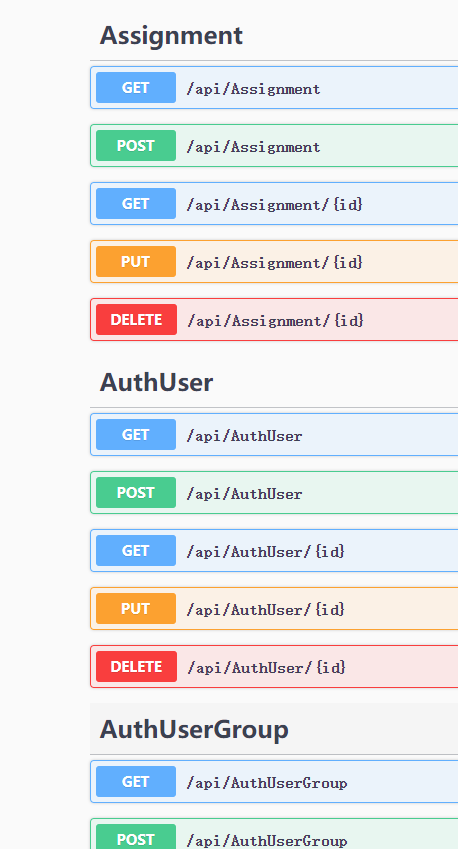 Assignment
GET /api/Assignment
POST /api/Assignment
GET /api/Assignment/{id}
PUT /api/Assignment/{id}
DELETE /api/Assignment/{id}
AuthUser
GET /api/AuthUser
POST /api/AuthUser
GET /api/AuthUser/{id}
PUT /api/AuthUser/{id}
DELETE /api/AuthUser/{id}
AuthUserGroup
GET /api/AuthUserGroup
POST /api/AuthUserGroup